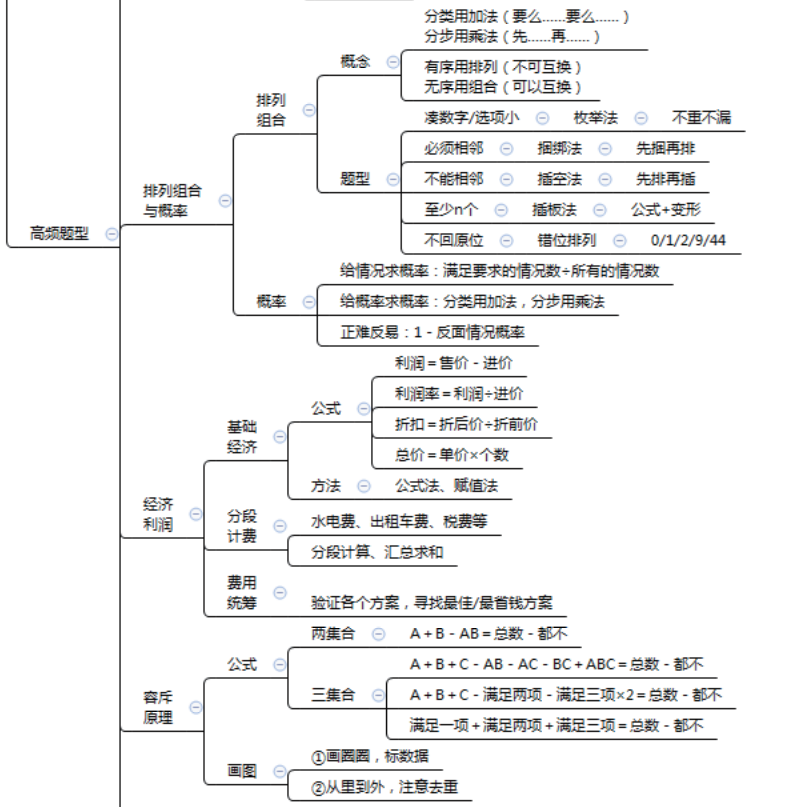 分类用加法（要么......要么......）
分步用乘法（先......再......）
概念
有序用排列（不可互换）
无序用组合（可以互换）
排列
组合
凑数字/选项小
枚举法
不重不漏
必须相邻
捆绑法
先捆再排
题型
不能相邻
插空法
先排再插
至少n个
插板法
公式+变形
不回原位
错位排列
0/1/2/9/44
排列组合
与概率
高频题型
给情况求概率：满足要求的情况数÷所有的情况数
概率
给概率求概率：分类用加法，分步用乘法
正难反易：1 - 反面情况概率
利润＝售价－进价
公式
利润率＝利润÷进价
折扣＝折后价÷折前价
总价＝单价×个数
基础
经济
方法
公式法、赋值法
经济
利润
分段
计费
水电费、出租车费、税费等
分段计算、汇总求和
费用
统筹
验证各个方案，寻找最佳/最省钱方案
两集合
A＋B－AB＝总数－都不
公式
A＋B＋C－AB－AC－BC＋ABC＝总数－都不
三集合
A＋B＋C－满足两项－满足三项×2＝总数－都不
满足一项＋满足两项＋满足三项＝总数－都不
容斥
原理
画图
①画圈圈，标数据
②从里到外，注意去重